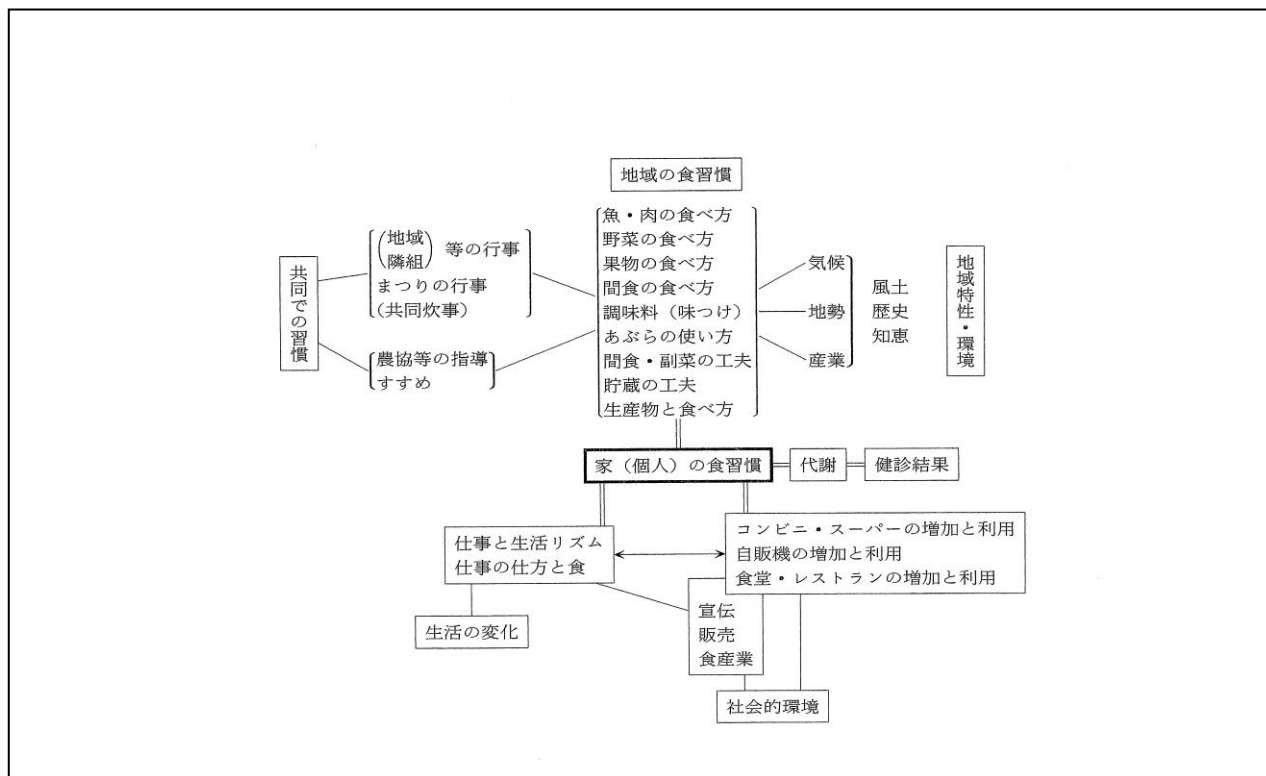 地域の食習慣
共同での習慣
(地域
隣組) 等の行事
まつりの行事
(共同炊事)
農協等の指導
すすめ
魚・肉の食べ方
野菜の食べ方
果物の食べ方
間食の食べ方
調味料(味つけ)
あぶらの使い方
間食・副菜の工夫
貯蔵の工夫
生産物と食べ方
気候
地勢
産業
風土
歴史
知恵
地域特性・環境
家(個人)の食習慣
代謝
健診結果
仕事と生活リズム
仕事の仕方と食
コンビニ・スーパーの増加と利用
自販機の増加と利用
食堂・レストランの増加と利用
宣伝
販売
食産業
生活の変化
社会的環境